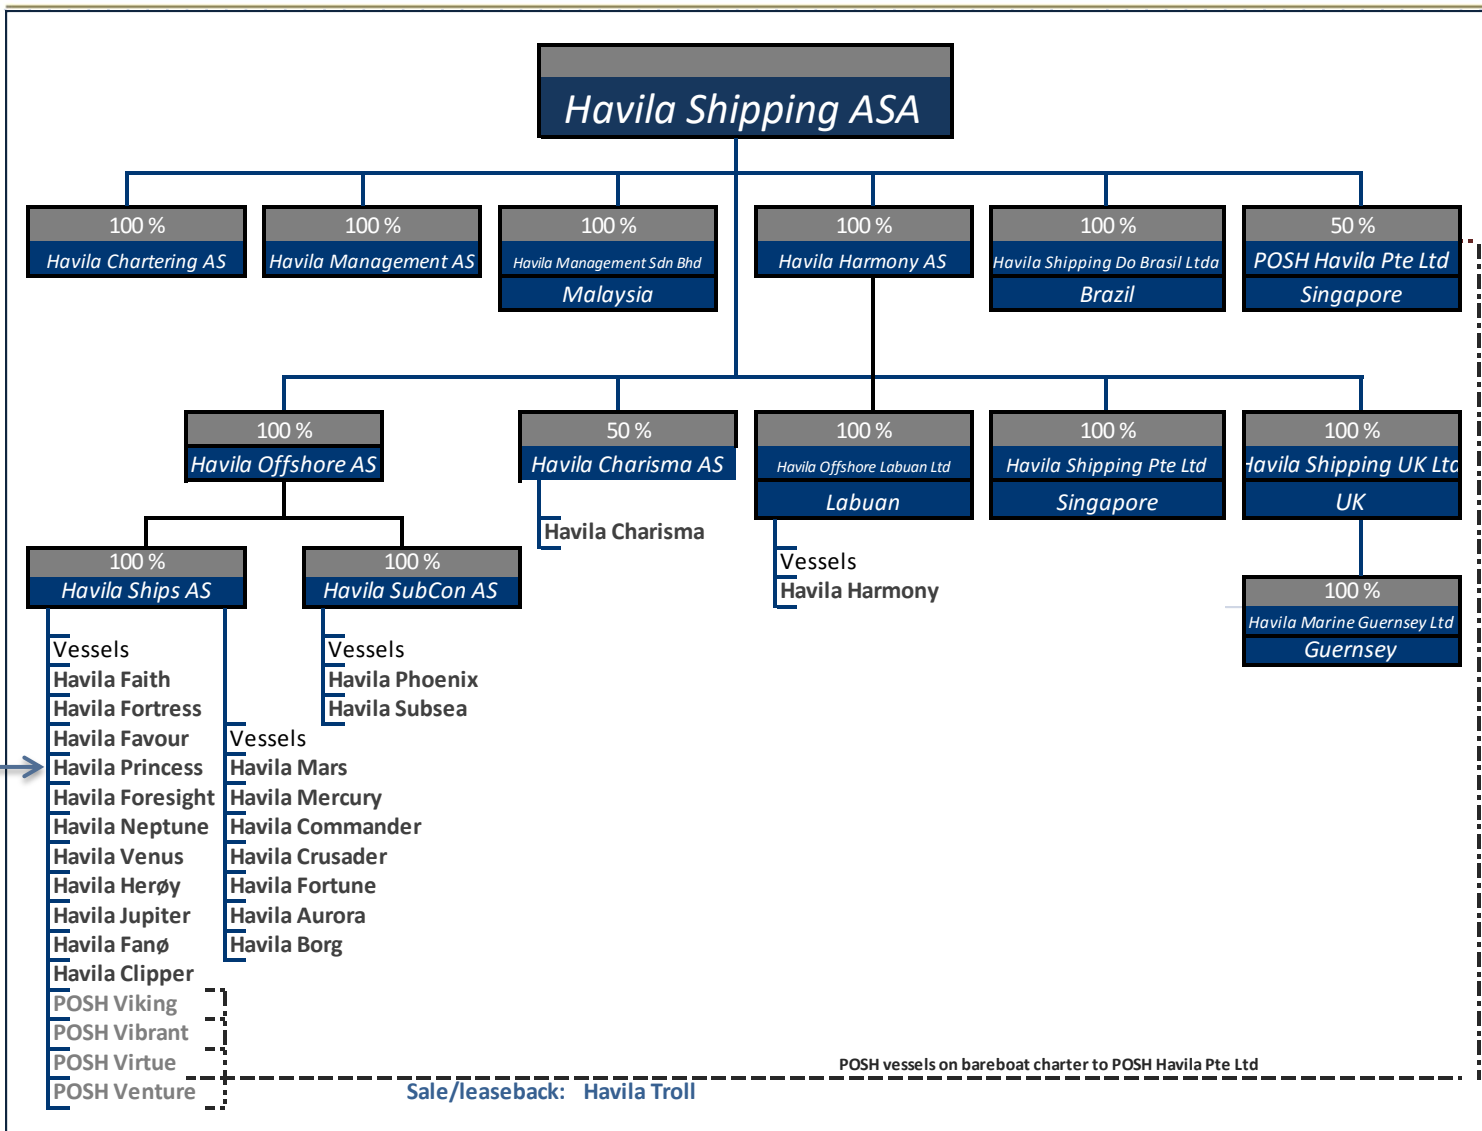 Havila Shipping ASA
100 %
Havila Chartering AS
100 %
Havila Management AS
100 %
Havila Management Sdn Bhd
Malaysia
100 %
Havila Harmony AS
100 %
Havila Shipping Do Brasil Ltda
Brazil
50 %
POSH Havila Pte Ltd
Singapore
100 %
Havila Offshore AS
50 %
Havila Charisma AS
Havila Charisma
100 %
Havila Offshore Labuan Ltd
Labuan
Vessels
Havila Harmony
100 %
Havila Shipping Pte Ltd
Singapore
100 %
Havila Shipping UK Ltd
UK
100 %
Havila Marine Guernsey Ltd
Guernsey
100 %
Havila Ships AS
Vessels
Havila Faith
Havila Fortress
Havila Favour
Havila Princess
Havila Foresight
Havila Neptune
Havila Venus
Havila Herøy
Havila Jupiter
Havila Fanø
Havila Clipper
POSH Viking
POSH Vibrant
POSH Virtue
POSH Venture
Vessels
Havila Mars
Havila Mercury
Havila Commander
Havila Crusader
Havila Fortune
Havila Aurora
Havila Borg
100 %
Havila SubCon AS
Vessels
Havila Phoenix
Havila Subsea
POSH vessels on bareboat charter to POSH Havila Pte Ltd
Sale/leaseback: Havila Troll